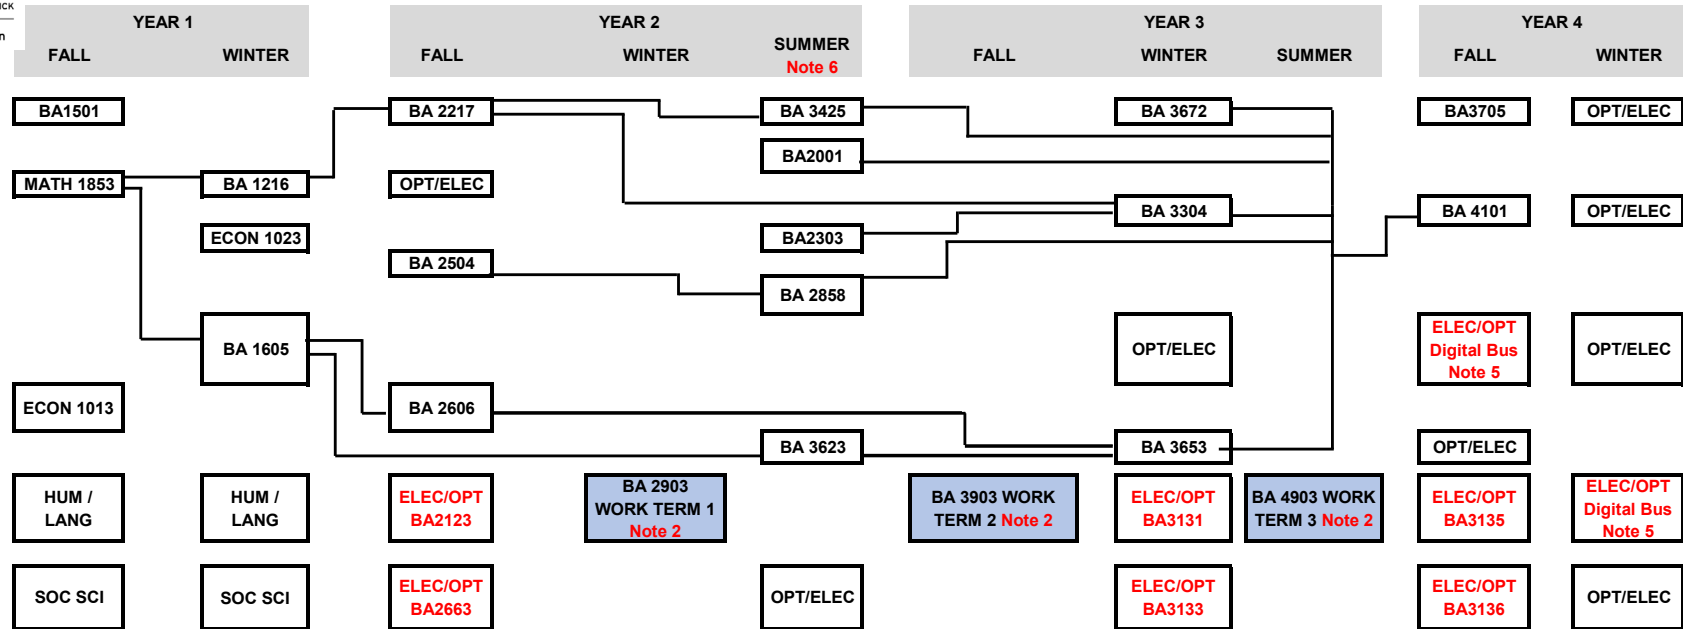 ICK
n
YEAR 1
YEAR 2
YEAR 3
YEAR 4
FALL
WINTER
FALL
WINTER
SUMMER
Note 6
FALL
WINTER
SUMMER
FALL
WINTER
BA1501
BA 2217
BA 3425
BA 3672
BA3705
OPT/ELEC
BA2001
MATH 1853
BA 1216
OPT/ELEC
BA 3304
BA 4101
OPT/ELEC
ECON 1023
BA2303
BA 2504
BA 2858
BA 1605
OPT/ELEC
ELEC/OPT
Digital Bus
Note 5
OPT/ELEC
ECON 1013
BA 2606
BA 3623
BA 3653
OPT/ELEC
HUM /
LANG
HUM /
LANG
ELEC/OPT
BA2123
BA 2903
WORK TERM 1
Note 2
BA 3903 WORK
TERM 2 Note 2
ELEC/OPT
BA3131
BA 4903 WORK
TERM 3 Note 2
ELEC/OPT
BA3135
ELEC/OPT
Digital Bus
Note 5
SOC SCI
SOC SCI
ELEC/OPT
BA2663
OPT/ELEC
ELEC/OPT
BA3133
ELEC/OPT
BA3136
OPT/ELEC